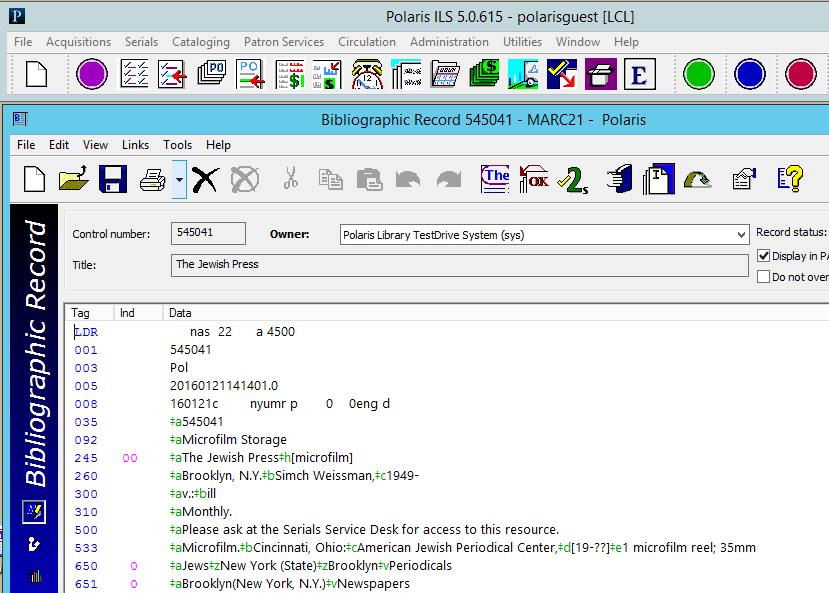 P Polaris ILS 5.0.615 - polarisguest [LCL]
File Acquisitions Serials Cataloging Patron Services Circulation Administration Utilities Window Help
PO PO E
Bibliographic Record 545041 - MARC21 - Polaris
File Edit View Links Tools Help
The OK 2s I ?
Bibliographic Record
Control number: 545041 Owner: Polaris Library TestDrive System (sys) Record status:
Display in PA
Title: The Jewish Press
Do not over
Tag Ind Data
LDR nas 22 a 4500
001 545041
003 Pol
005 20160121141401.0
008 160121c nyumr p 0 0eng d
035 ‡a545041
092 ‡aMicrofilm Storage
245 00 ‡aThe Jewish Press‡h[microfilm]
260 ‡aBrooklyn, N.Y.‡bSimch Weissman,‡c1949-
300 ‡av.:‡bill
310 ‡aMonthly.
500 ‡aPlease ask at the Serials Service Desk for access to this resource.
533 ‡aMicrofilm.‡bCincinnati, Ohio:‡cAmerican Jewish Periodical Center,‡d[19-??]‡e1 microfilm reel; 35mm
650 0 ‡aJews‡zNew York (State)‡zBrooklyn‡vPeriodicals
651 0 ‡aBrooklyn(New York, N.Y.)‡vNewspapers